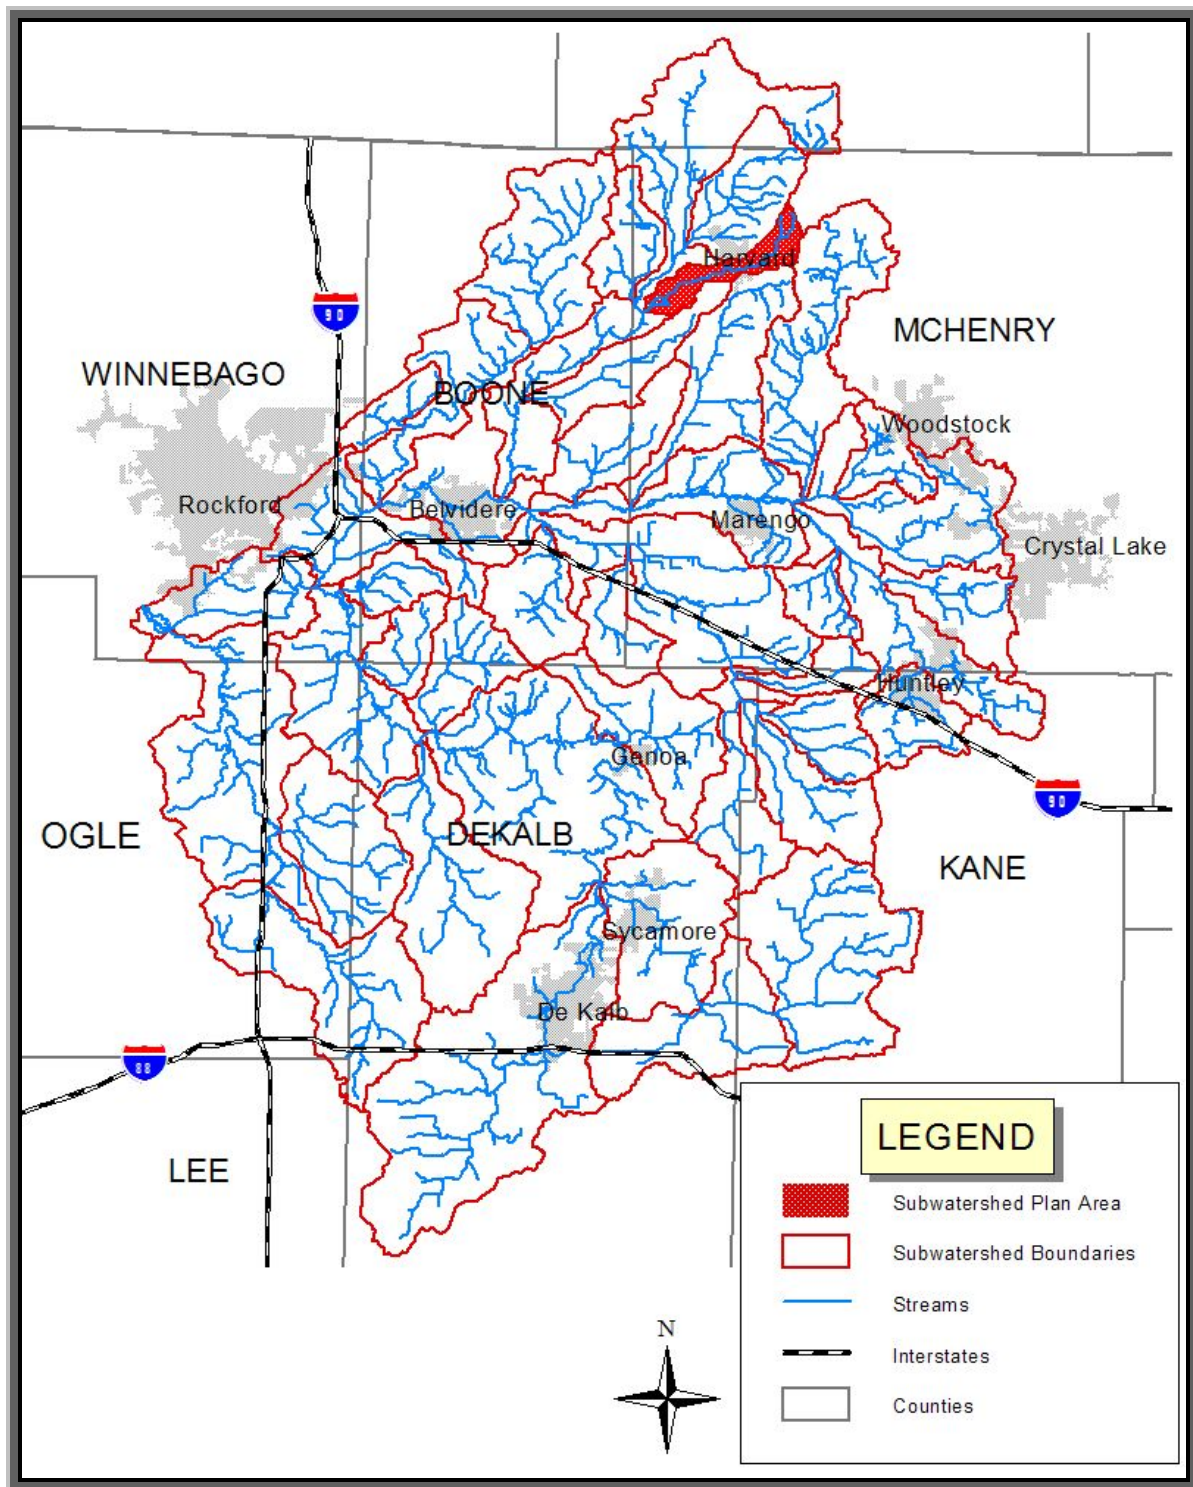 90
MCHENRY
WINNEBAGO
BOONE
Harvard
Woodstock
Rockford
Belvidere
Marengo
Crystal Lake
Huntley
Genoa
90
OGLE
DEKALB
KANE
Sycamore
De Kalb
88
LEE
LEGEND
Subwatershed Plan Area
Subwatershed Boundaries
Streams
Interstates
Counties
N